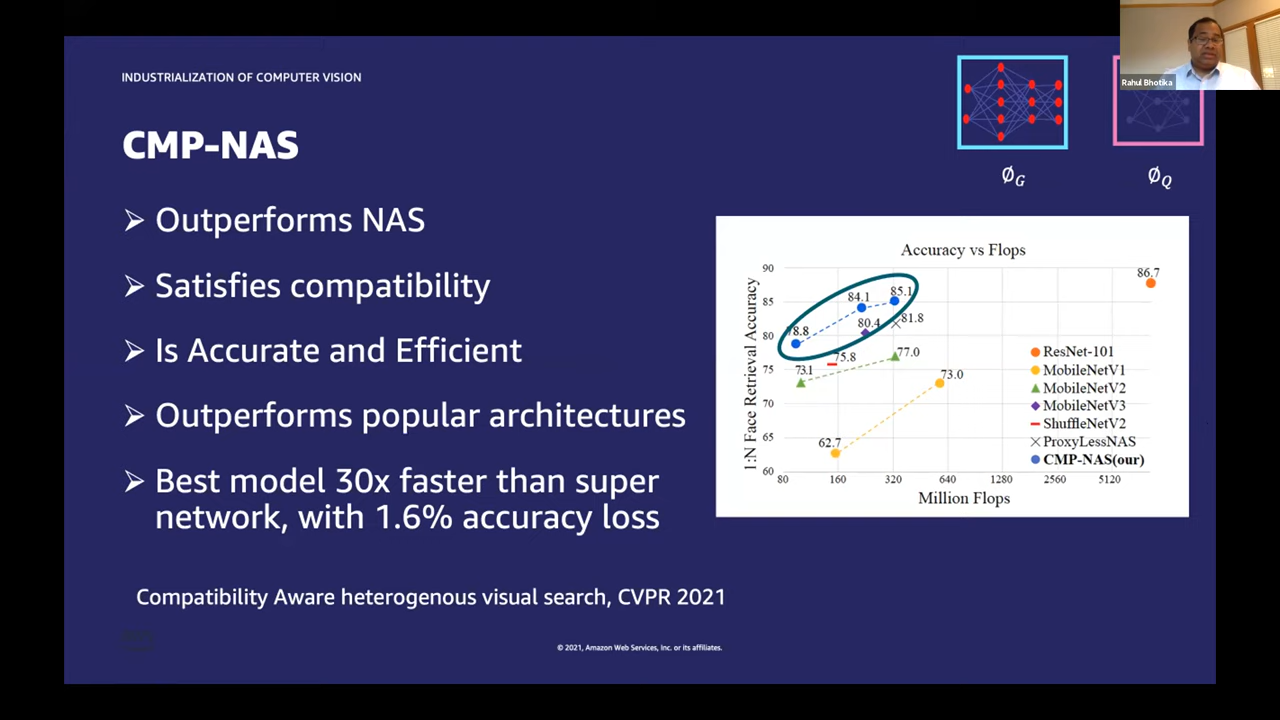 INDUSTRIALIZATION OF COMPUTER VISION
Rahul Bhotika
CMP-NAS
ØG
ØQ
➢ Outperforms NAS
➢ Satisfies compatibility
➢ Is Accurate and Efficient
➢ Outperforms popular architectures
➢ Best model 30x faster than super
network, with 1.6% accuracy loss
Accuracy vs Flops
1:N Face Retrieval Accuracy
90
85
80
75
70
65
60
86.7
84.1
85.1
78.8
80.4
81.8
75.8
77.0
73.1
73.0
62.7
ResNet-101
MobileNetV1
MobileNetV2
MobileNetV3
ShuffleNetV2
ProxyLessNAS
CMP-NAS(our)
80 160 320 640 1280 2560 5120
Million Flops
Compatibility Aware heterogenous visual search, CVPR 2021
© 2021, Amazon Web Services, Inc. or its affiliates.